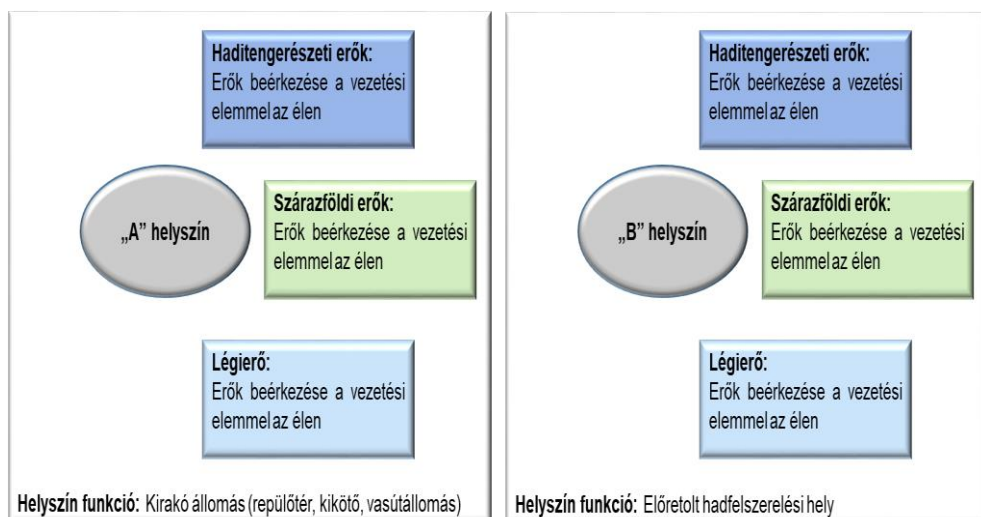 Haditengerészeti erők:
Erők beérkezése a vezetési
elemmel az élen
„A” helyszín
Szárazföldi erők:
Erők beérkezése a vezetési
elemmel az élen
Légierő:
Erők beérkezése a vezetési
elemmel az élen
Helyszín funkció: Kirakó állomás (repülőtér, kikötő, vasútállomás)
Haditengerészeti erők:
Erők beérkezése a vezetési
elemmel az élen
„B” helyszín
Szárazföldi erők:
Erők beérkezése a vezetési
elemmel az élen
Légierő:
Erők beérkezése a vezetési
elemmel az élen
Helyszín funkció: Előretolt hadfelszerelési hely